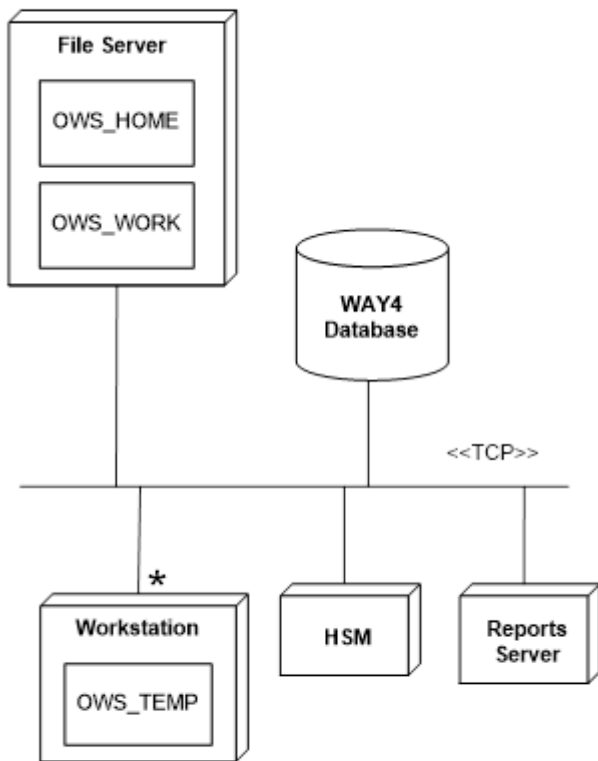 File Server
OWS_HOME
OWS_WORK
WAY4
Database
<<TCP>>
*
Workstation
OWS_TEMP
HSM
Reports
Server